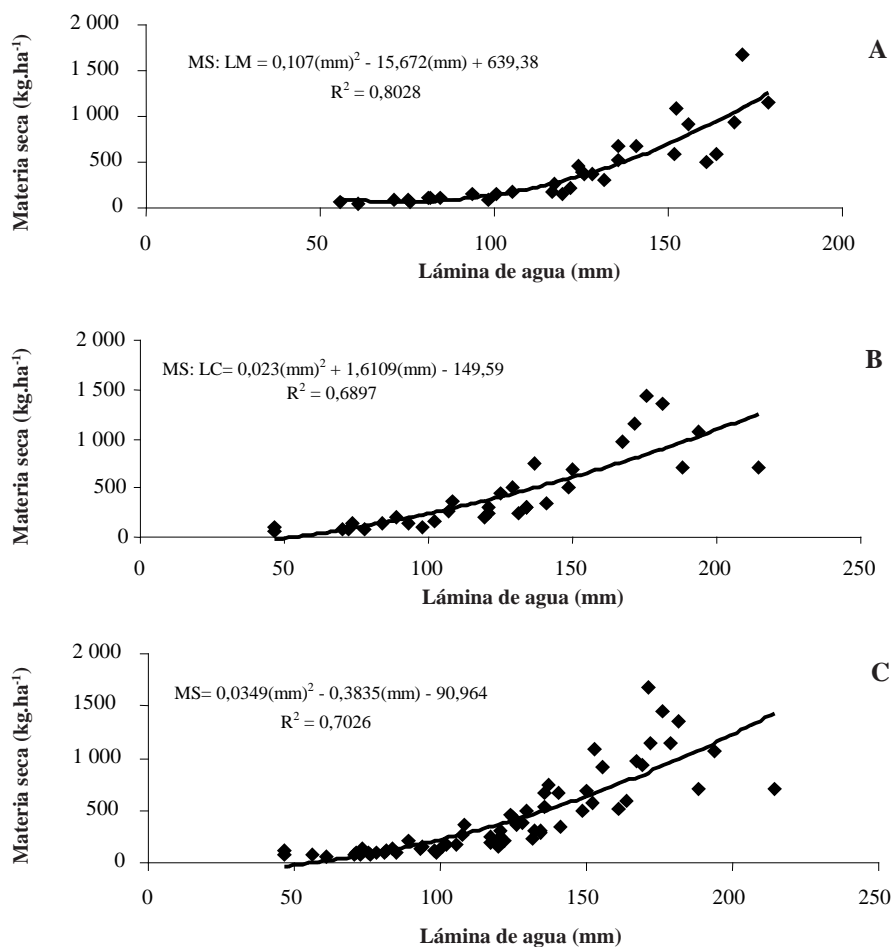 A
MS: LM = 0,107(mm)² - 15,672(mm) + 639,38
R² = 0,8028
Materia seca (kg.ha⁻¹)
2 000
1 500
1 000
500
0
0 50 100 150 200
Lámina de agua (mm)
B
MS: LC= 0,023(mm)² + 1,6109(mm) - 149,59
R² = 0,6897
Materia seca (kg.ha⁻¹)
2 000
1 500
1 000
500
0
0 50 100 150 200 250
Lámina de agua (mm)
C
MS= 0,0349(mm)² - 0,3835(mm) - 90,964
R² = 0,7026
Materia seca (kg.ha⁻¹)
2 000
1 500
1 000
500
0
0 50 100 150 200 250
Lámina de agua (mm)